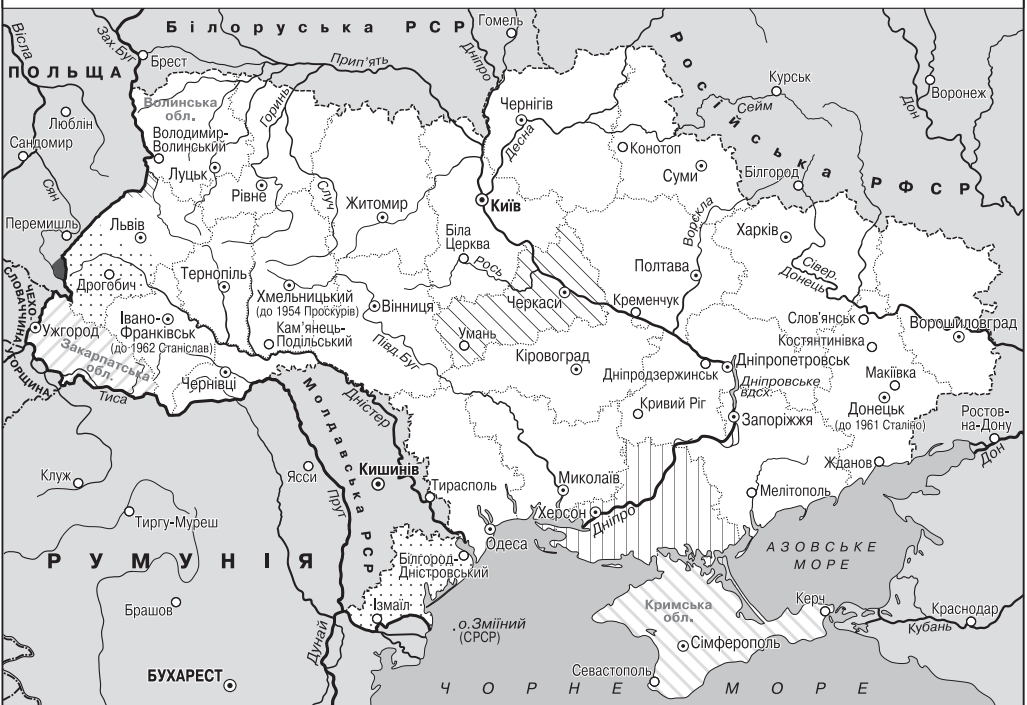 Білоруська РСР
Гомель
Вісла
Зах.Буг
Брест
Прип'ять
Дніпро
Російська РФСР
Курськ
Сейм
Дон
Воронеж
ПОЛЬЩА
Люблін
Сандомир
Сян
Перемишль
Волинська
обл.
Горинь
Володимир-
Волинський
Луцьк
Рівне
Случ
Житомир
Чернігів
Десна
Конотоп
Суми
Білгород
Київ
Ворскла
Харків
Сівер.
Донець
Львів
Дрогобич
Тернопіль
Біла
Церква
Рось
Полтава
Хмельницький
(до 1954 Проскурів)
Вінниця
Черкаси
Кременчук
Слов'янськ
ЧЕХО-
СЛОВАЧЧИНА
Ужгород
Івано-
Франківськ
(до 1962 Станіслав)
Кам'янець-
Подільський
Умань
Ворошиловград
Костянтинівка
Закарпатська
обл.
УГОРЩИНА
Тиса
Чернівці
Півд.Буг
Кіровоград
Дніпродзержинськ
Дніпропетровськ
Дніпровське
вдсх.
Макіївка
Донецьк
(до 1961 Сталіно)
Молдавська РСР
Дністер
Кривий Ріг
Запоріжжя
Ростов-
на-Дону
Дон
Жданов
Клуж
Ясси
Прут
Кишинів
Тирасполь
Миколаїв
Херсон
Дніпро
Мелітополь
Тиргу-Муреш
РУМУНІЯ
Одеса
Білгород-
Дністровський
АЗОВСЬКЕ
МОРЕ
Брашов
Ізмаїл
о.Зміїний
(СРСР)
Кримська
обл.
Керч
Краснодар
Кубань
Дунай
Сімферополь
БУХАРЕСТ
Севастополь
ЧОРНЕ МОРЕ